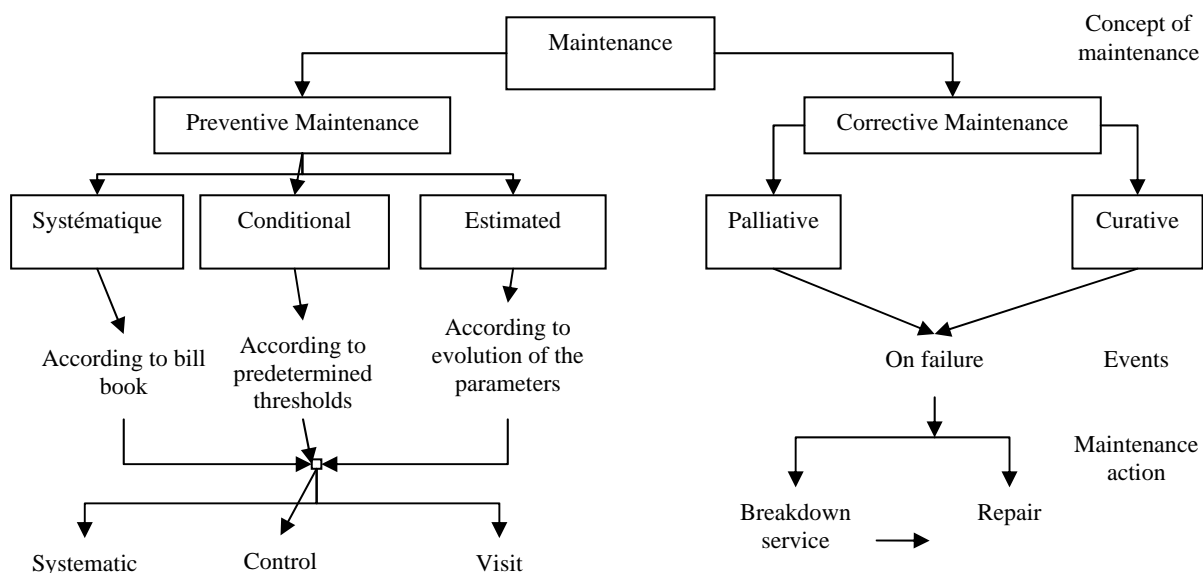 Maintenance
Concept of
maintenance
Preventive Maintenance
Corrective Maintenance
Systématique
Conditional
Estimated
Palliative
Curative
According to bill
book
According to
predetermined
thresholds
According to
evolution of the
parameters
On failure
Events
Maintenance
action
Breakdown
service
Repair
Systematic
Control
Visit